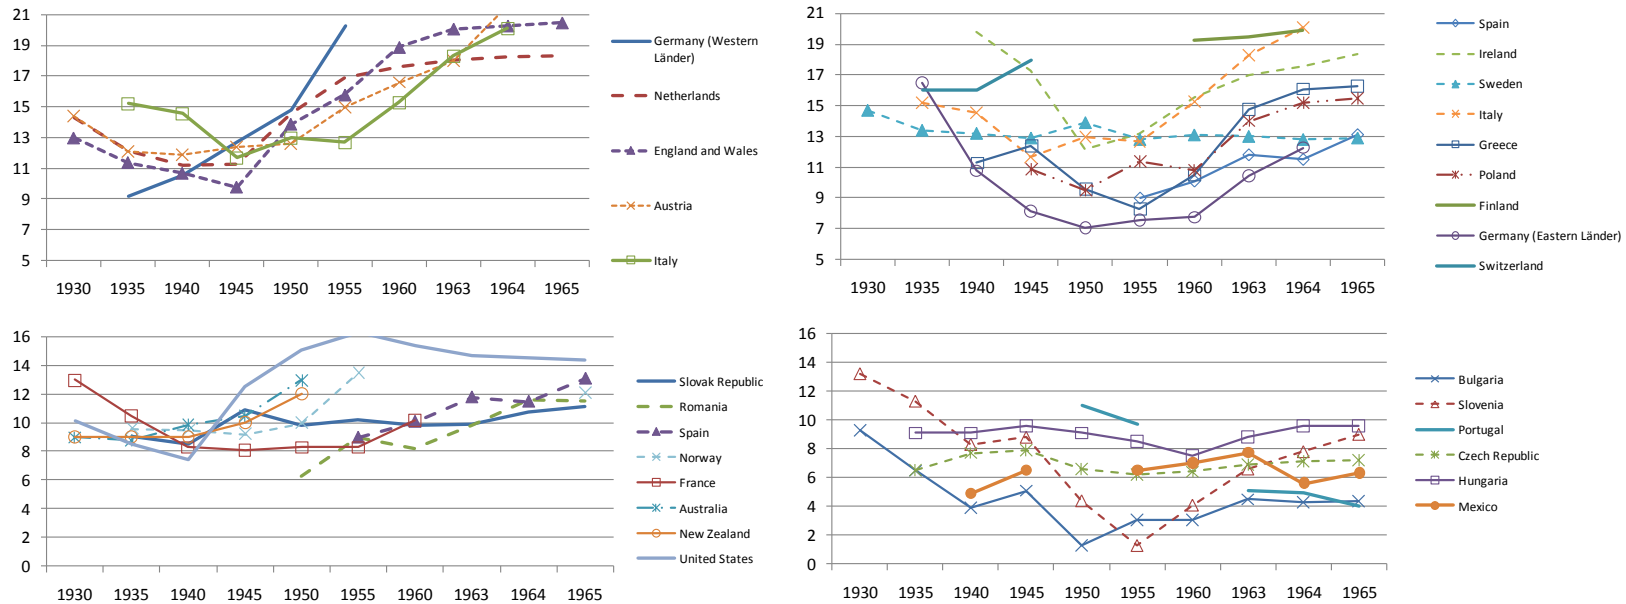 21
19
17
15
13
11
9
7
5
1930 1935 1940 1945 1950 1955 1960 1963 1964 1965
Germany (Western
Länder)
Netherlands
England and Wales
Austria
Italy
21
19
17
15
13
11
9
7
5
1930 1935 1940 1945 1950 1955 1960 1963 1964 1965
Spain
Ireland
Sweden
Italy
Greece
Poland
Finland
Germany (Eastern Länder)
Switzerland
16
14
12
10
8
6
4
2
0
1930 1935 1940 1945 1950 1955 1960 1963 1964 1965
Slovak Republic
Romania
Spain
Norway
France
Australia
New Zealand
United States
16
14
12
10
8
6
4
2
0
1930 1935 1940 1945 1950 1955 1960 1963 1964 1965
Bulgaria
Slovenia
Portugal
Czech Republic
Hungaria
Mexico